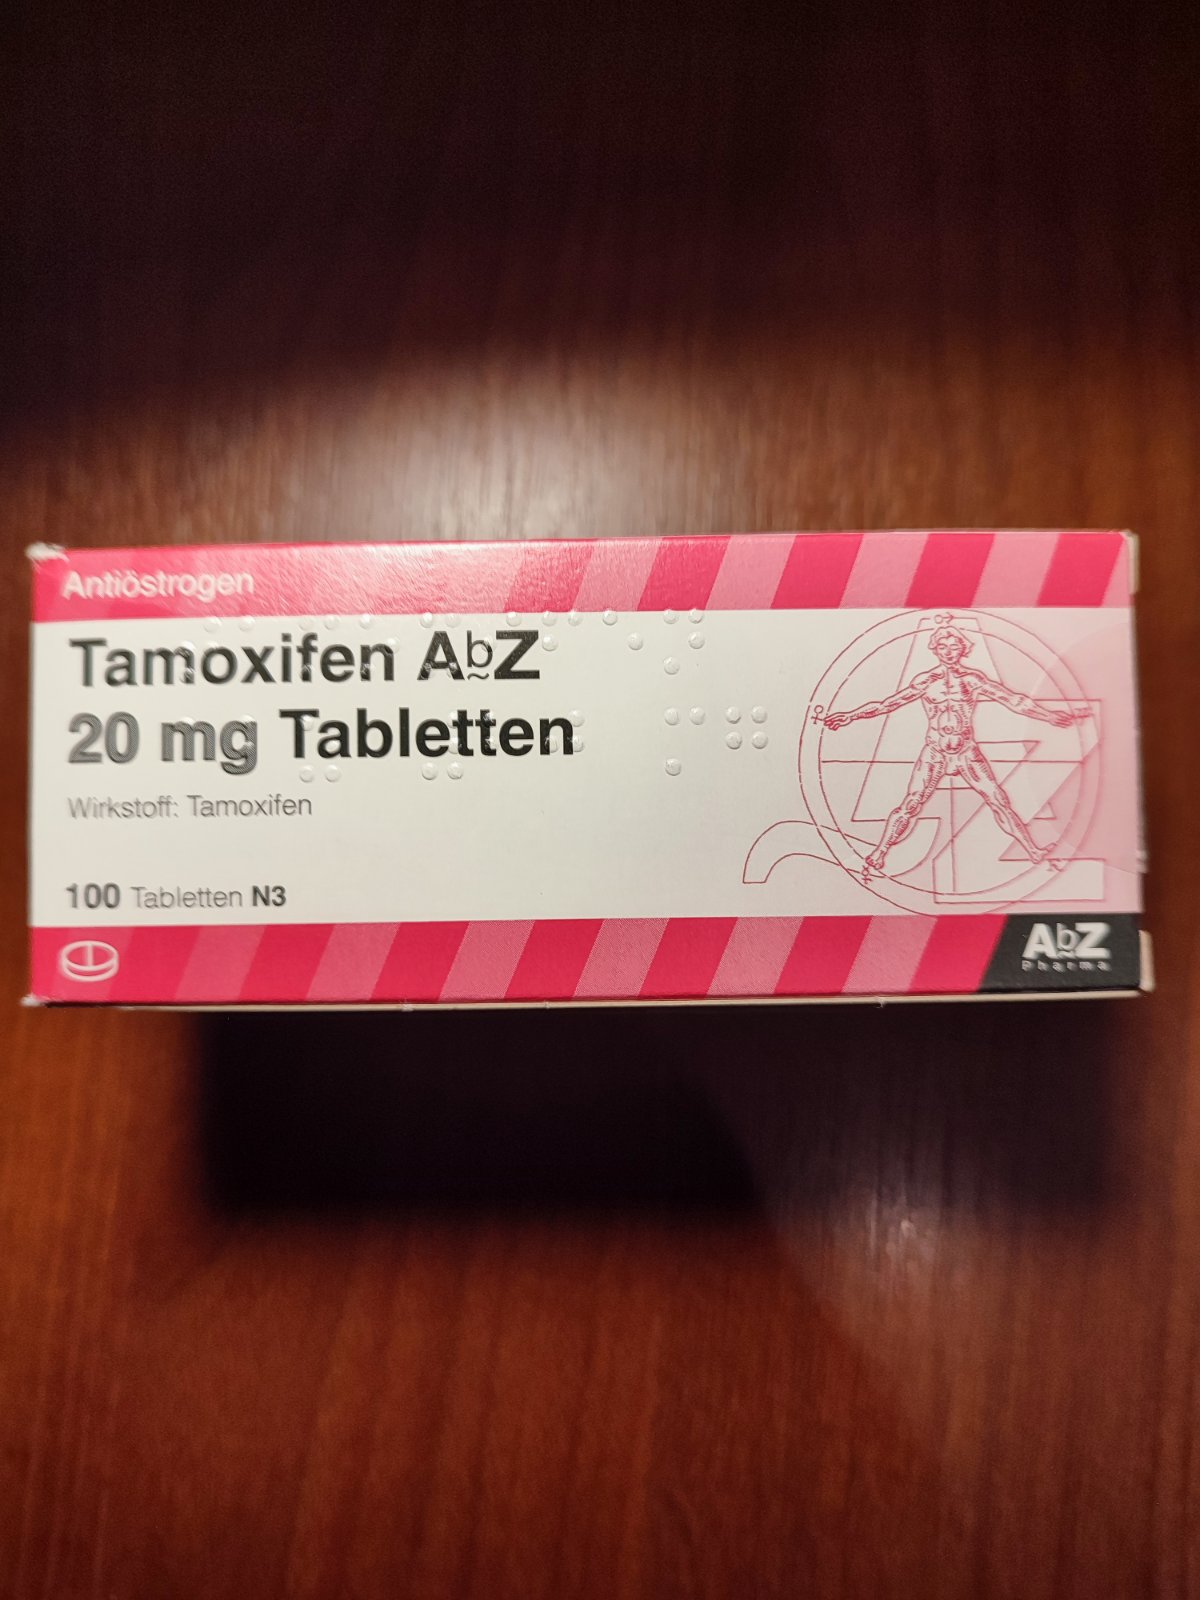 Antiöstrogen
Tamoxifen AbZ
20 mg Tabletten
Wirkstoff: Tamoxifen
100 Tabletten N3
AbZ
Pharma